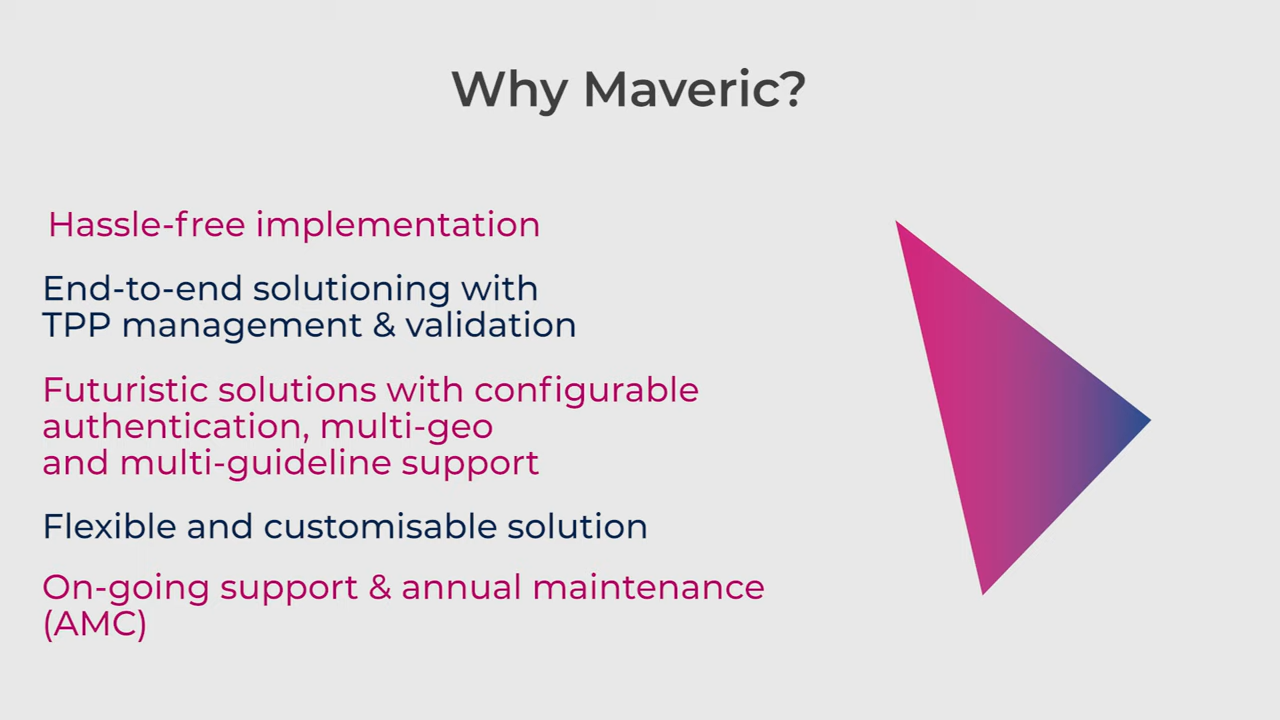 Why Maveric?
Hassle-free implementation
End-to-end solutioning with
TPP management & validation
Futuristic solutions with configurable
authentication, multi-geo
and multi-guideline support
Flexible and customisable solution
On-going support & annual maintenance
(AMC)